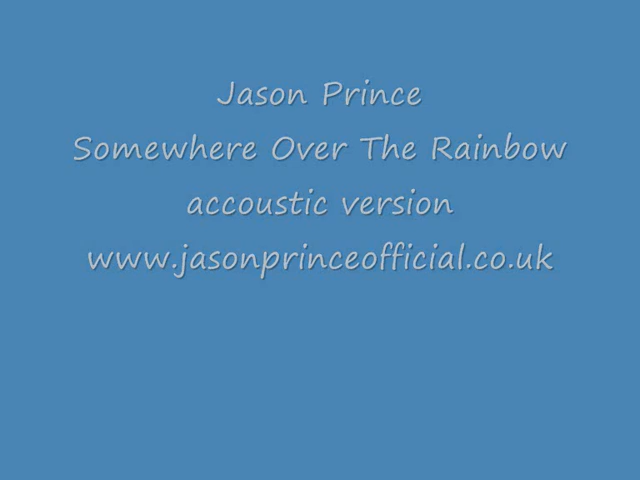 Jason Prince
Somewhere Over The Rainbow
accoustic version
www.jasonprinceofficial.co.uk